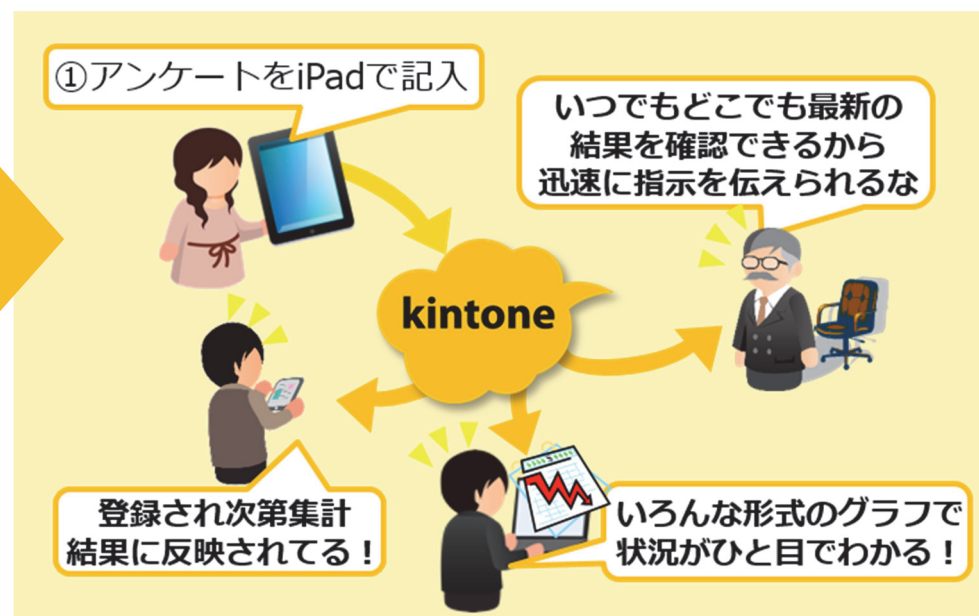 ①アンケートをiPadで記入
いつでもどこでも最新の
結果を確認できるから
迅速に指示を伝えられるな
kintone
登録され次第集計
結果に反映されてる！
いろんな形式のグラフで
状況がひと目でわかる！